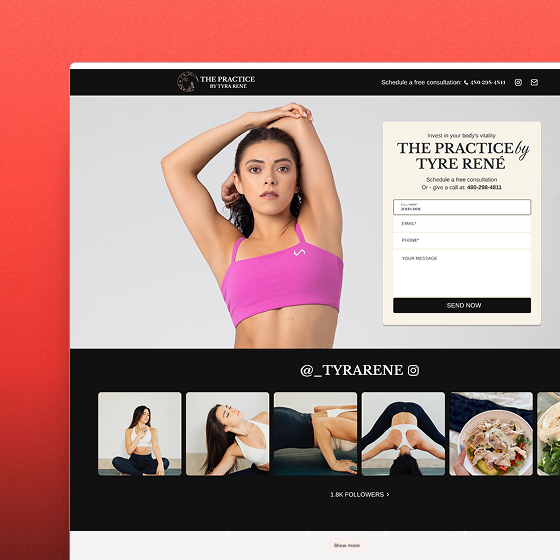 THE PRACTICE
BY TYRA RENÉ
Schedule a free consultation: 480-298-4811
Invest in your body's vitality
THE PRACTICE by
TYRE RENÉ
Schedule a free consultation
Or - give a call at: 480-298-4811
FULL NAME*
JOHN DOE
EMAIL*
PHONE*
YOUR MESSAGE
SEND NOW
@_TYRARENE
1.8K FOLLOWERS >
Show more